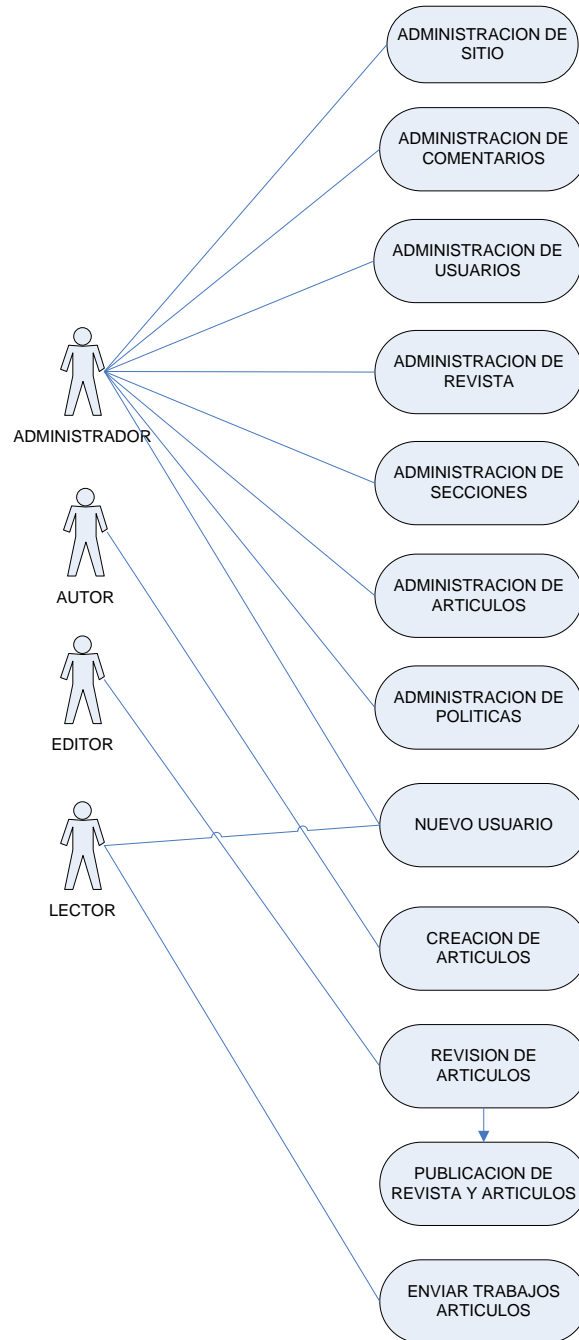 ADMINISTRACION DE
SITIO
ADMINISTRACION DE
COMENTARIOS
ADMINISTRACION DE
USUARIOS
ADMINISTRACION DE
REVISTA
ADMINISTRADOR
ADMINISTRACION DE
SECCIONES
AUTOR
ADMINISTRACION DE
ARTICULOS
EDITOR
ADMINISTRACION DE
POLITICAS
NUEVO USUARIO
LECTOR
CREACION DE
ARTICULOS
REVISION DE
ARTICULOS
PUBLICACION DE
REVISTA Y ARTICULOS
ENVIAR TRABAJOS
ARTICULOS